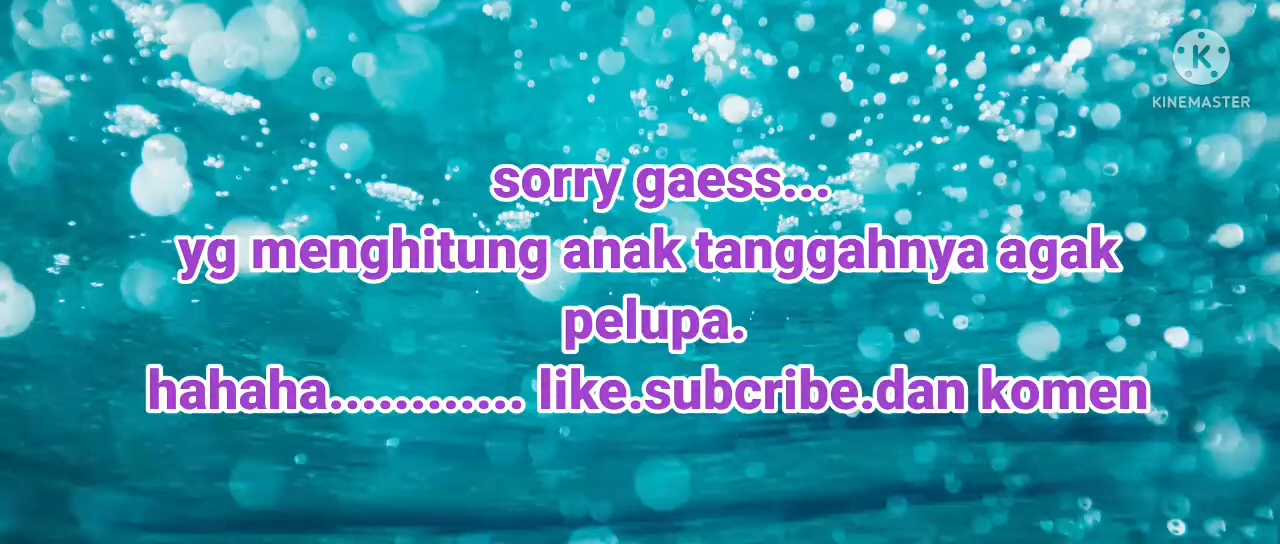 KINEMASTER
sorry gaess...
yg menghitung anak tanggahnya agak
pelupa.
hahaha............ like.subcribe.dan komen